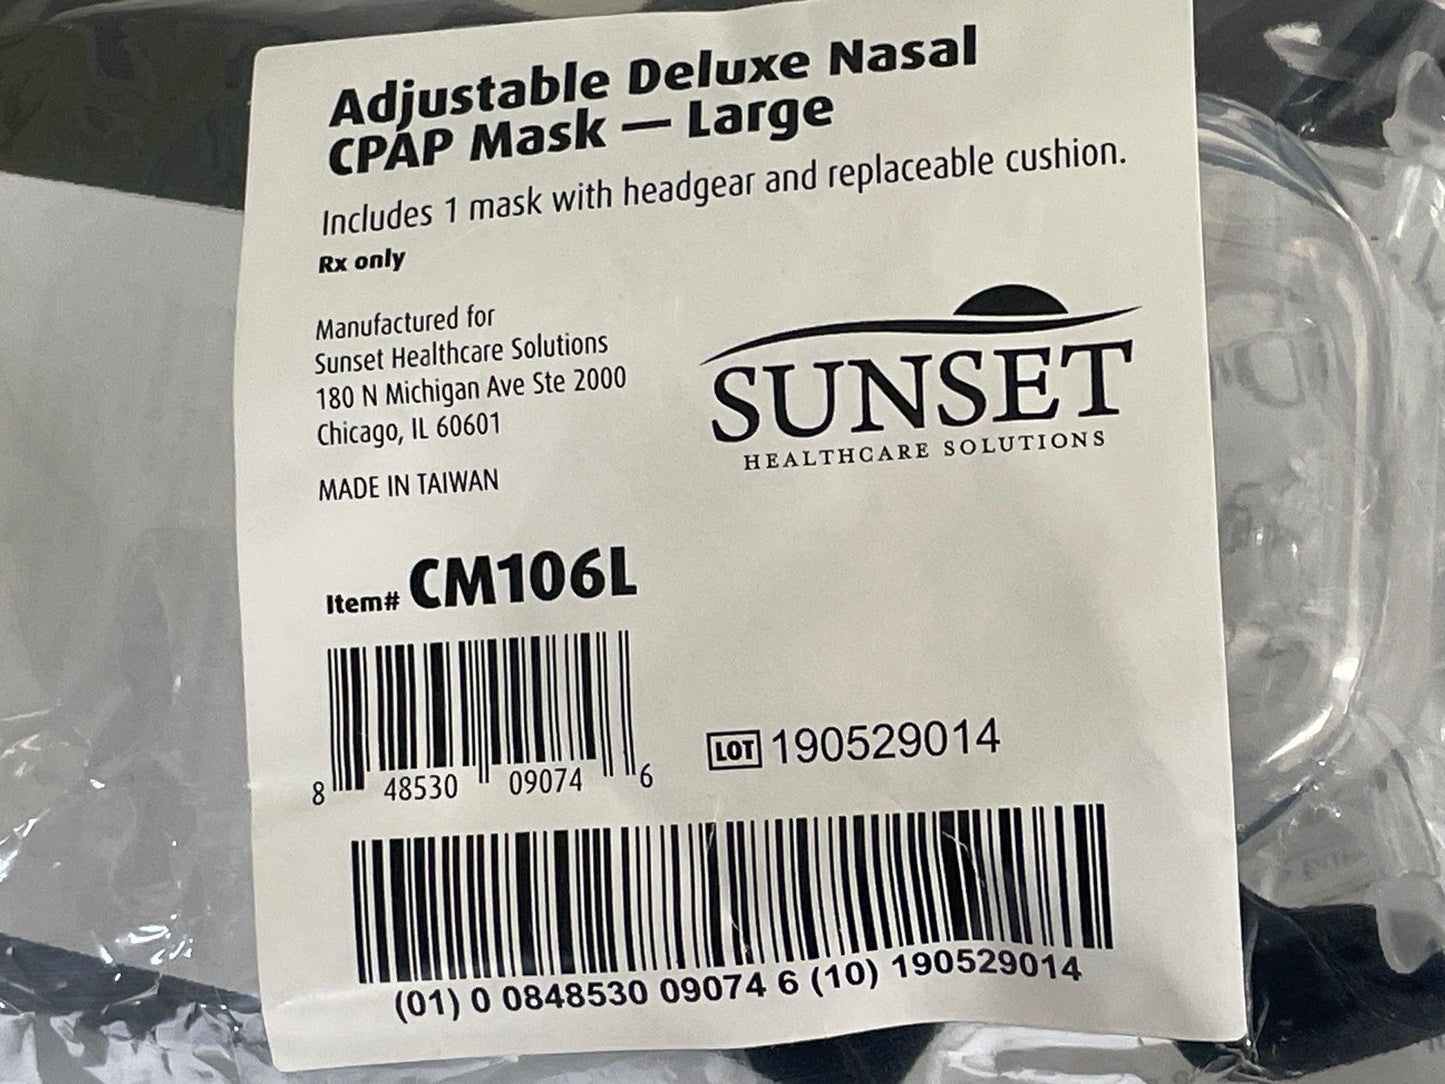 Adjustable Deluxe Nasal
CPAP Mask — Large
Includes 1 mask with headgear and replaceable cushion.
Rx only
Manufactured for
Sunset Healthcare Solutions
180 N Michigan Ave Ste 2000
Chicago, IL 60601
MADE IN TAIWAN
SUNSET
HEALTHCARE SOLUTIONS
Item# CM106L
8 48530 09074 6
LOT 190529014
(01) 0 0848530 09074 6 (10) 190529014